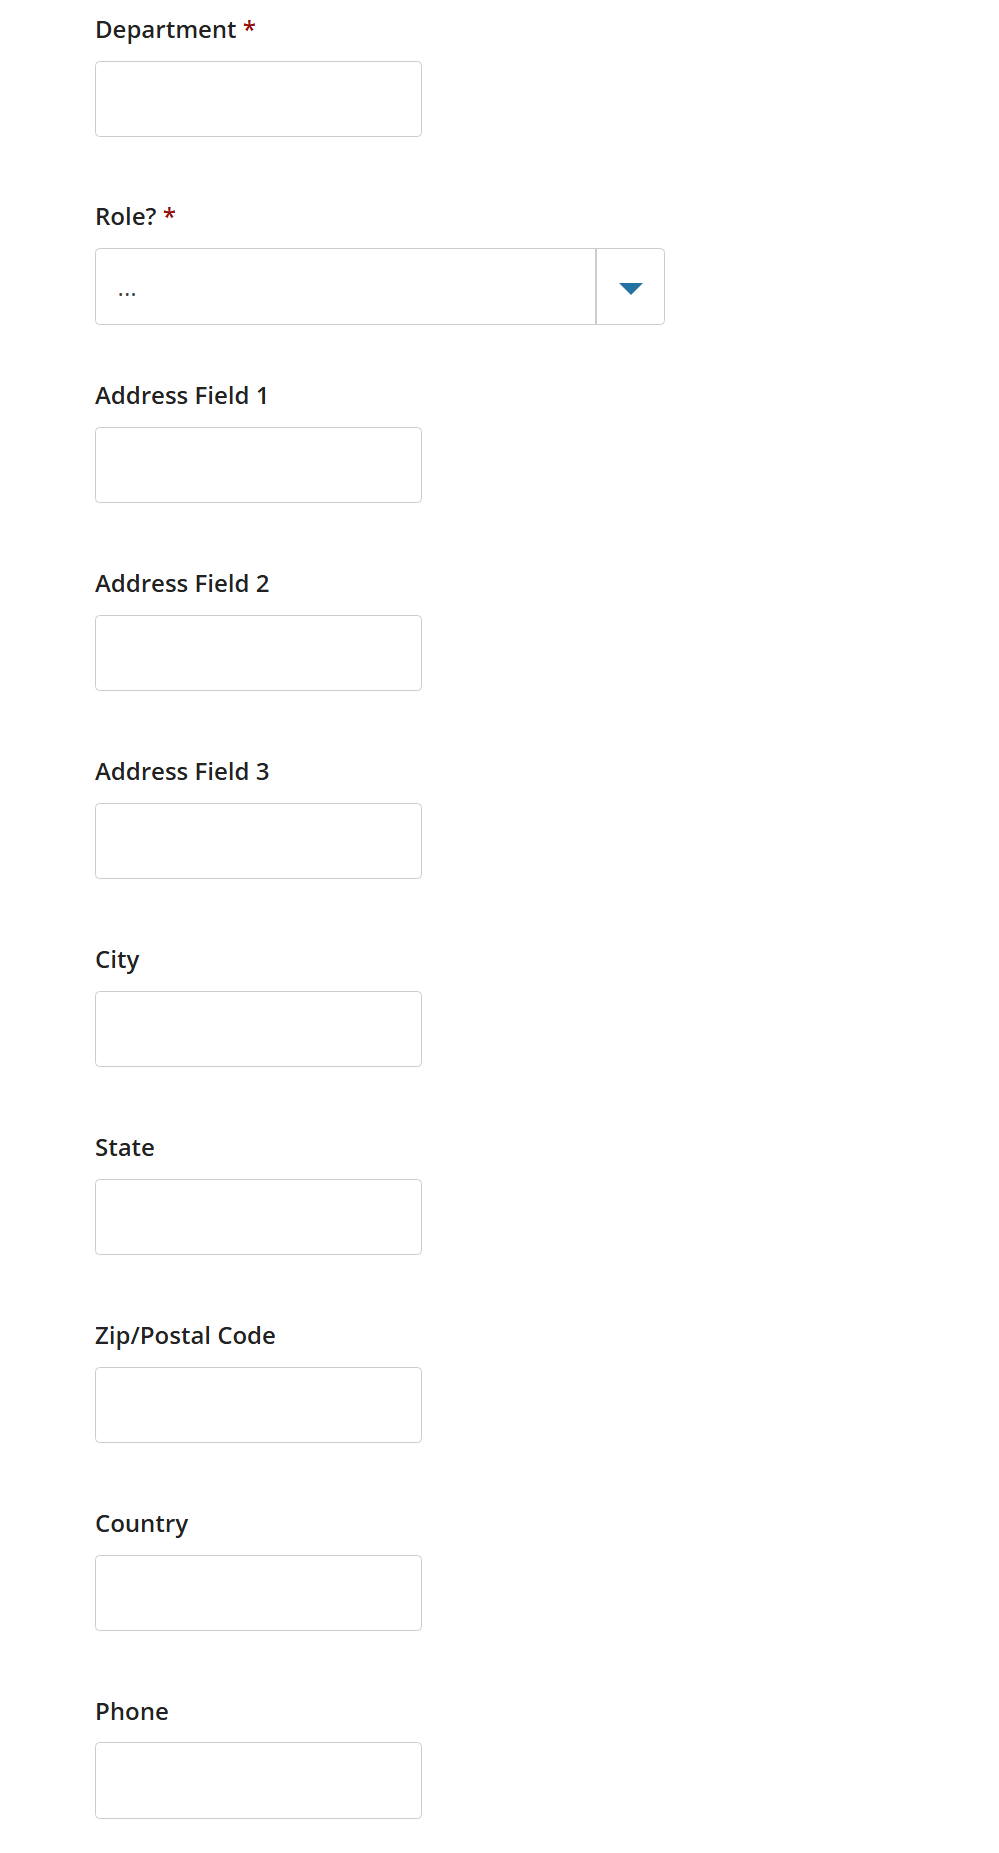 Department *
Role? *
...
Address Field 1
Address Field 2
Address Field 3
City
State
Zip/Postal Code
Country
Phone